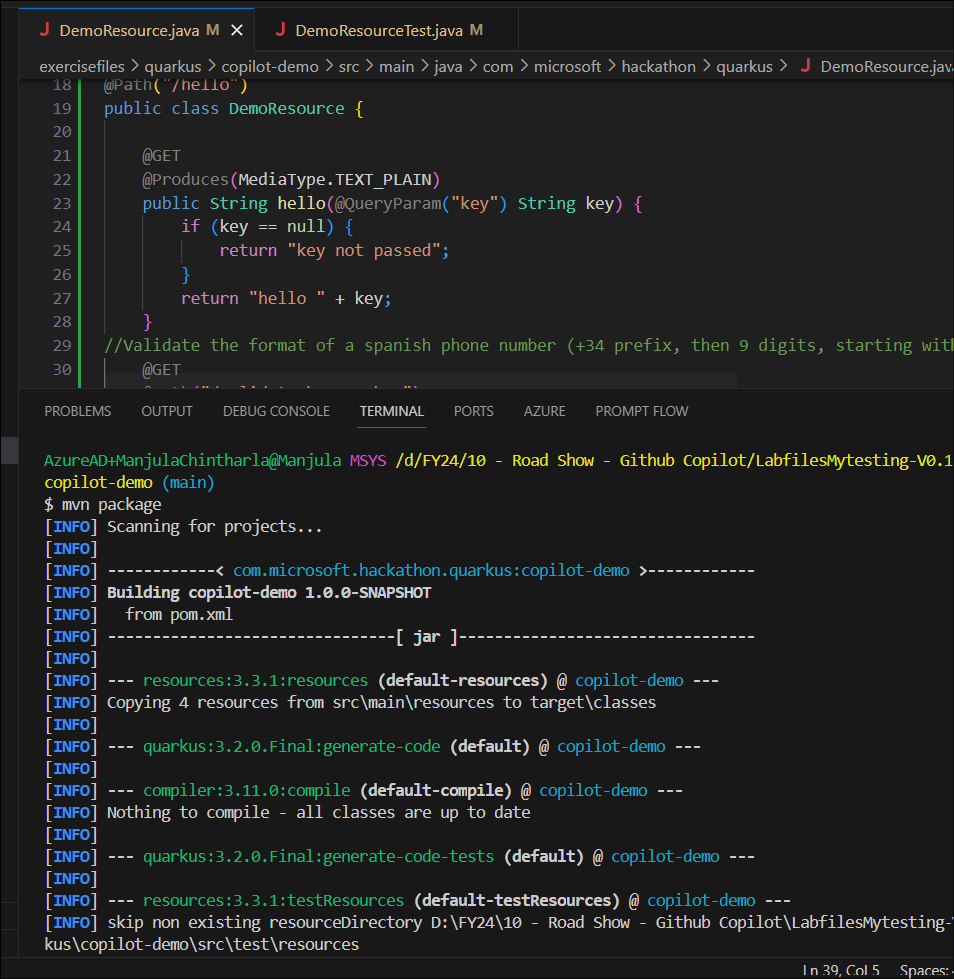 J DemoResource.java M × J DemoResourceTest.java M
exercisefiles > quarkus > copilot-demo > src > main > java > com > microsoft > hackathon > quarkus > J DemoResource.jav
18 @Path("/hello")
19 public class DemoResource {
20
21 @GET
22 @Produces(MediaType.TEXT_PLAIN)
23 public String hello(@QueryParam("key") String key) {
24 if (key == null) {
25 return "key not passed";
26 }
27 return "hello " + key;
28 }
29 //Validate the format of a spanish phone number (+34 prefix, then 9 digits, starting wit
30 @GET
PROBLEMS OUTPUT DEBUG CONSOLE TERMINAL PORTS AZURE PROMPT FLOW
AzureAD+ManjulaChintharla@Manjula MSYS /d/FY24/10 - Road Show - Github Copilot/LabfilesMytesting-V0.1
copilot-demo (main)
$ mvn package
[INFO] Scanning for projects...
[INFO]
[INFO] ------------< com.microsoft.hackathon.quarkus:copilot-demo >------------
[INFO] Building copilot-demo 1.0.0-SNAPSHOT
[INFO] from pom.xml
[INFO] --------------------------------[ jar ]---------------------------------
[INFO]
[INFO] --- resources:3.3.1:resources (default-resources) @ copilot-demo ---
[INFO] Copying 4 resources from src\main\resources to target\classes
[INFO]
[INFO] --- quarkus:3.2.0.Final:generate-code (default) @ copilot-demo ---
[INFO]
[INFO] --- compiler:3.11.0:compile (default-compile) @ copilot-demo ---
[INFO] Nothing to compile - all classes are up to date
[INFO]
[INFO] --- quarkus:3.2.0.Final:generate-code-tests (default) @ copilot-demo ---
[INFO]
[INFO] --- resources:3.3.1:testResources (default-testResources) @ copilot-demo ---
[INFO] skip non existing resourceDirectory D:\FY24\10 - Road Show - Github Copilot\LabfilesMytesting-
kus\copilot-demo\src\test\resources
Ln 39, Col 5 Spaces: